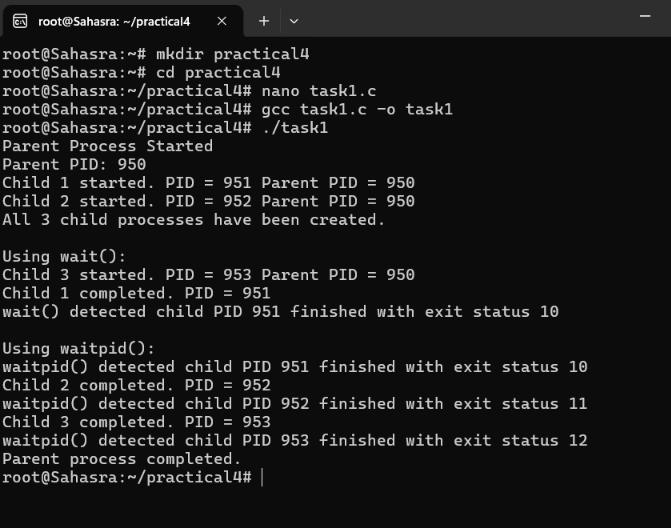 root@Sahasra: ~/practical4
root@Sahasra:~# mkdir practical4
root@Sahasra:~# cd practical4
root@Sahasra:~/practical4# nano task1.c
root@Sahasra:~/practical4# gcc task1.c -o task1
root@Sahasra:~/practical4# ./task1
Parent Process Started
Parent PID: 950
Child 1 started. PID = 951 Parent PID = 950
Child 2 started. PID = 952 Parent PID = 950
All 3 child processes have been created.

Using wait():
Child 3 started. PID = 953 Parent PID = 950
Child 1 completed. PID = 951
wait() detected child PID 951 finished with exit status 10

Using waitpid():
waitpid() detected child PID 951 finished with exit status 10
Child 2 completed. PID = 952
waitpid() detected child PID 952 finished with exit status 11
Child 3 completed. PID = 953
waitpid() detected child PID 953 finished with exit status 12
Parent process completed.
root@Sahasra:~/practical4#